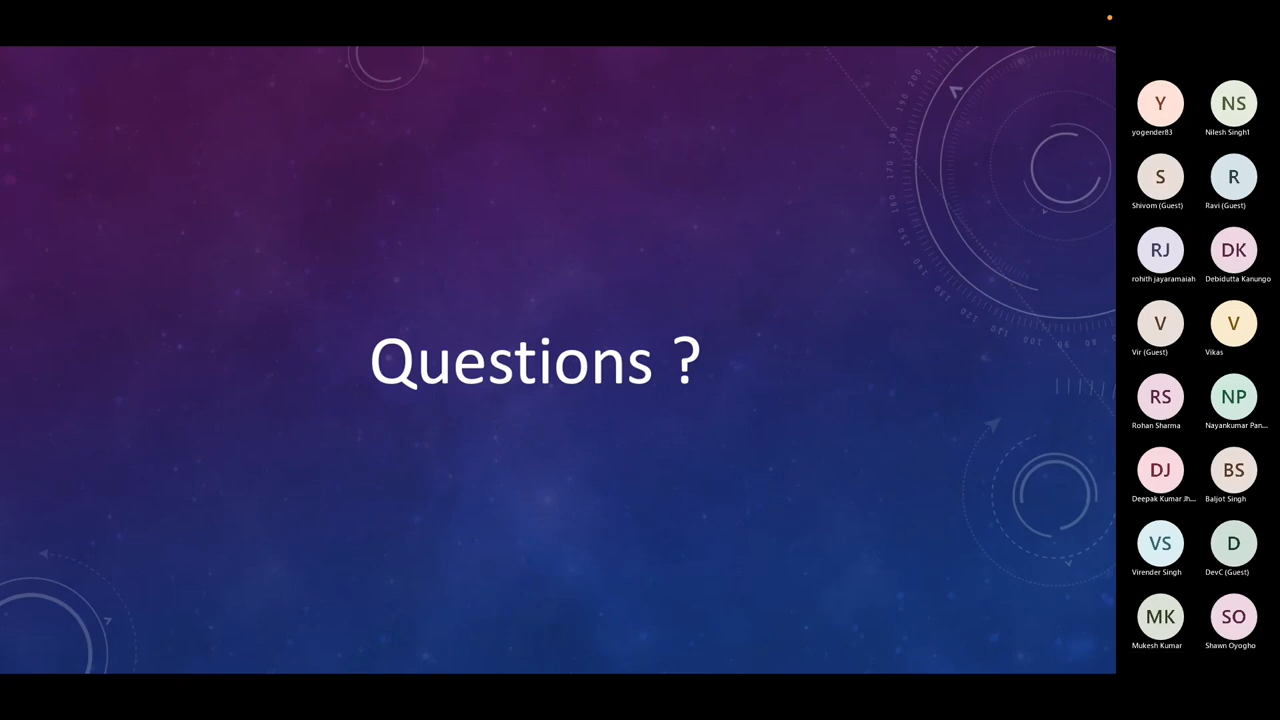 Questions ?
Y NS
yogender83 Nilesh Singh1
S R
Shivom (Guest) Ravi (Guest)
RJ DK
rohith jayaramaiah Debidutta Kanungo
V V
Vir (Guest) Vikas
RS NP
Rohan Sharma Nayankumar Pan...
DJ BS
Deepak Kumar Jh... Baljot Singh
VS D
Virender Singh DevC (Guest)
MK SO
Mukesh Kumar Shawn Oyogho